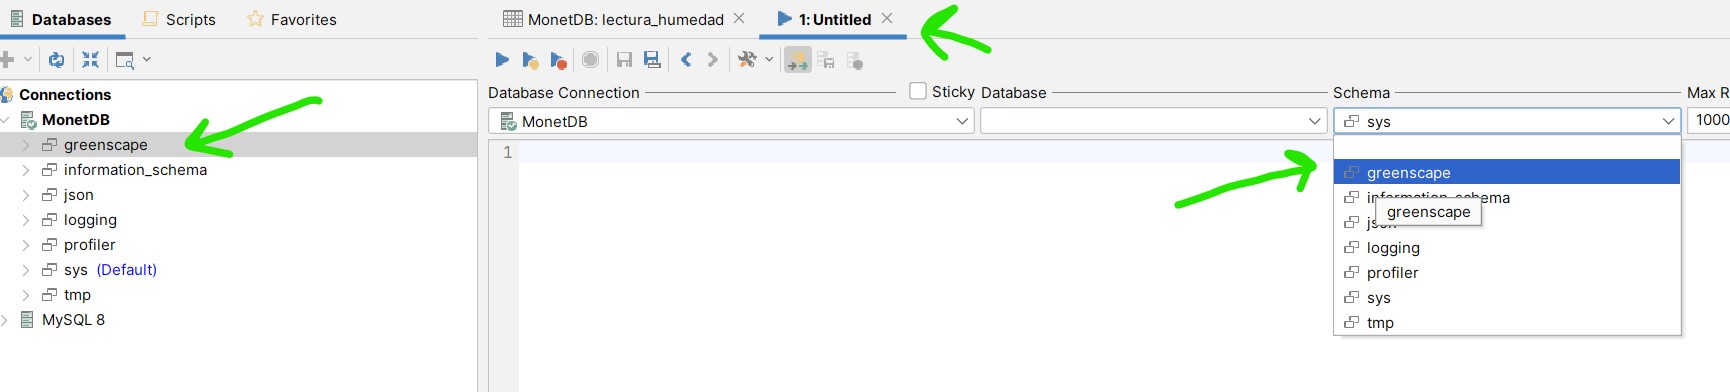 Databases Scripts Favorites
MonetDB: lectura_humedad 1: Untitled
Connections
MonetDB
greenscape
information_schema
json
logging
profiler
sys (Default)
tmp
MySQL 8
Database Connection Sticky Database Schema Max R
MonetDB sys 1000
1
greenscape
information_schema
greenscape
json
logging
profiler
sys
tmp